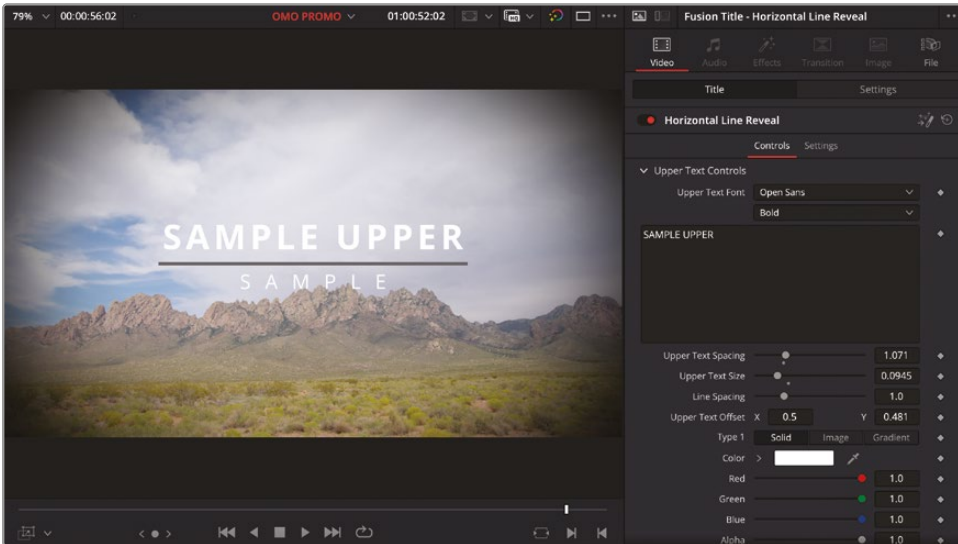 79% 00:00:56:02 OMO PROMO 01:00:52:02 HQ Fusion Title - Horizontal Line Reveal
Video Audio Effects Transition Image File
Title Settings
Horizontal Line Reveal
Controls Settings
Upper Text Controls
Upper Text Font Open Sans
Bold
SAMPLE UPPER
SAMPLE UPPER
SAMPLE
Upper Text Spacing 1.071
Upper Text Size 0.0945
Line Spacing 1.0
Upper Text Offset X 0.5 Y 0.481
Type 1 Solid Image Gradient
Color
Red 1.0
Green 1.0
Blue 1.0
Alpha 1.0